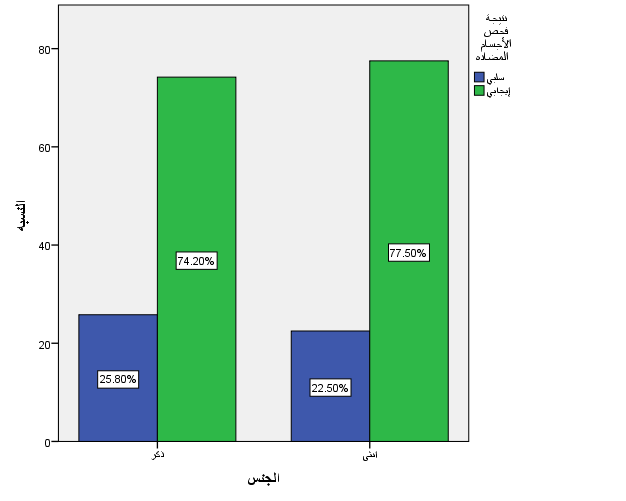 نتيجة
فحص
الأجسام
المضلاه
سلبي
إيجابي
80
60
40
20
0
النسبه
74.20%
77.50%
25.80%
22.50%
ذكر
انثى
الجنس